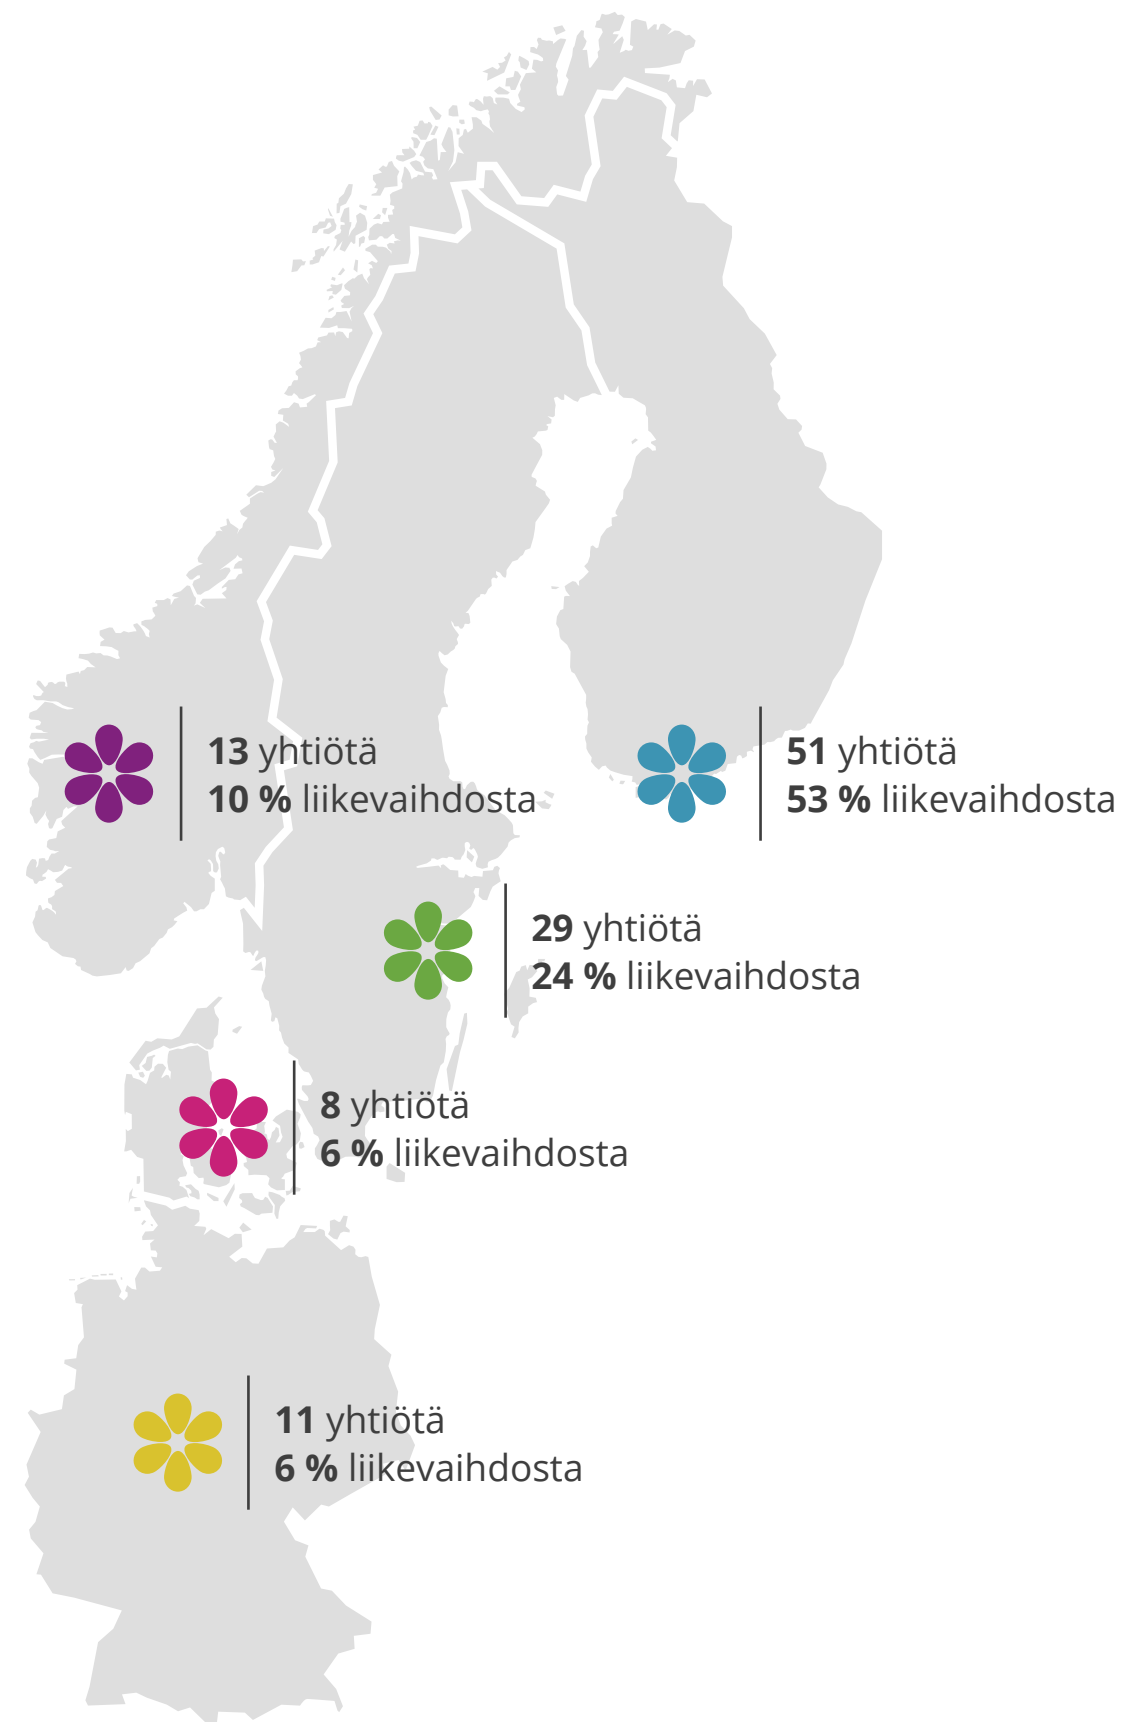 13 yhtiötä
10 % liikevaihdosta
51 yhtiötä
53 % liikevaihdosta
29 yhtiötä
24 % liikevaihdosta
8 yhtiötä
6 % liikevaihdosta
11 yhtiötä
6 % liikevaihdosta